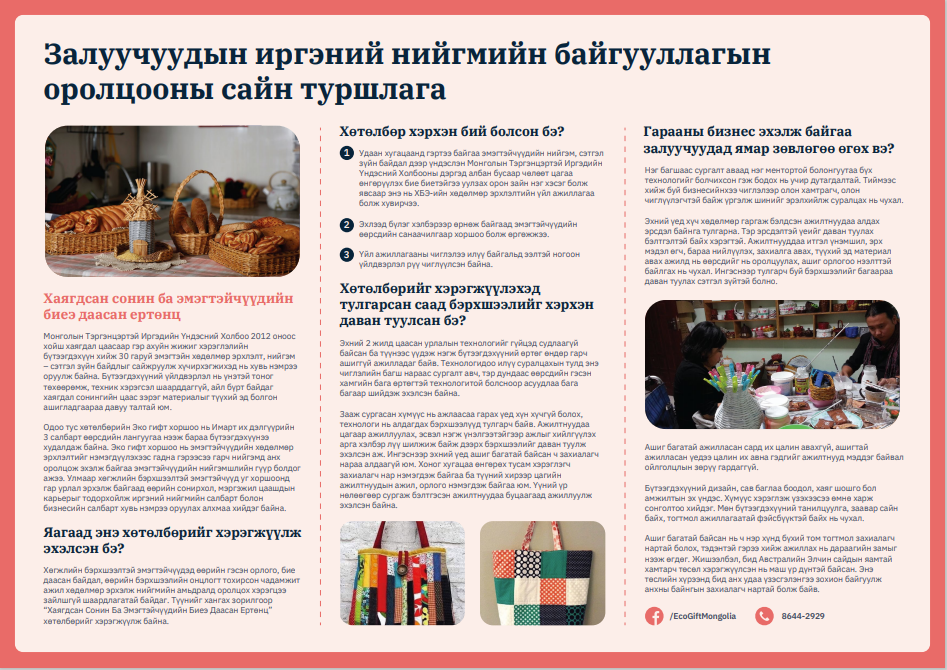 Залуучуудын иргэний нийгмийн байгууллагын
оролцооны сайн туршлага
Хаягдсан сонин ба эмэгтэйчүүдийн
биеэ даасан ертөнц
Монголын Тэргэнцэртэй Иргэдийн Үндэсний Холбоо 2012 оноос
хойш хаягдал цаасаар гэр ахуйн жижиг хэрэглэлийн
бүтээгдэхүүн хийж 30 гаруй эмэгтэйн хөдөлмөр эрхлэлт, нийгэм
– сэтгэл зүйн байдлыг сайжруулж хүчирхэгжихэд нь хувь нэмрээ
оруулж байна. Бүтээгдэхүүний үйлдвэрлэл нь үнэтэй тоног
төхөөрөмж, техник хэрэгсэл шаарддаггүй, айл бүрт байдаг
хаягдал сонингийн цаас зэрэг материалыг түүхий эд болгон
ашигладгаараа давуу талтай юм.
Одоо тус хөтөлбөрийн Эко гифт хоршоо нь Имарт их дэлгүүрийн
3 салбарт өөрсдийн лангуугаа нээж бараа бүтээгдэхүүнээ
худалдаж байна. Эко гифт хоршоо нь эмэгтэйчүүдийн хөдөлмөр
эрхлэлтийг нэмэгдүүлэхээс гадна гэрээсээ гарч нийгэмд анх
оролцож эхэлж байгаа эмэгтэйчүүдийн нийгэмшлийн гүүр болдог
ажээ. Улмаар хөгжлийн бэрхшээлтэй эмэгтэйчүүд уг хоршоонд
гар урлал эрхэлж байгаад өөрийн сонирхол, мэргэжил цаашдын
карьерыг тодорхойлж иргэний нийгмийн салбарт болон
бизнесийн салбарт хувь нэмрээ оруулах алхмаа хийдэг байна.
Яагаад энэ хөтөлбөрийг хэрэгжүүлж
эхэлсэн бэ?
Хөгжлийн бэрхшээлтэй эмэгтэйчүүдэд өөрийн гэсэн орлого, бие
даасан байдал, өөрийн бэрхшээлийн онцлогт тохирсон чадамжит
ажил хөдөлмөр эрхэлж нийгмийн амьдралд оролцох хэрэгцээ
зайлшгүй шаардлагатай байдаг. Түүнийг хангах зорилгоор
“Хаягдсан Сонин Ба Эмэгтэйчүүдийн Биеэ Даасан Ертөнц”
хөтөлбөрийг хэрэгжүүлж байна.
Хөтөлбөр хэрхэн бий болсон бэ?
1 Удаан хугацаанд гэртээ байгаа эмэгтэйчүүдийн нийгэм, сэтгэл
зүйн байдал дээр үндэслэн Монголын Тэргэнцэртэй Иргэдийн
Үндэсний Холбооны дэргэд албан бусаар чөлөөт цагаа
өнгөрүүлэх бие биетэйгээ уулзах орон зайн нэг хэсэг болж
явсаар энэ нь ХБЭ-ийн хөдөлмөр эрхлэлтийн үйл ажиллагаа
болж хувирчээ.
2 Эхлээд бүлэг хэлбэрээр өрнөж байгаад эмэгтэйчүүдийн
өөрсдийн санаачилгаар хоршоо болж өргөжжээ.
3 Үйл ажиллагааны чиглэлээ илүү байгальд ээлтэй ногоон
үйлдвэрлэл рүү чиглүүлсэн байна.
Хөтөлбөрийг хэрэгжүүлэхэд
тулгарсан саад бэрхшээлийг хэрхэн
даван туулсан бэ?
Эхний 2 жилд цаасан урлалын технологийг гүйцэд судлаагүй
байсан ба түүнээс үүдэж нэгж бүтээгдэхүүний өртөг өндөр гарч
ашиггүй ажилладаг байв. Технологидоо илүү суралцахын тулд энэ
чиглэлийн багш нараас сургалт авч, тэр дундаас өөрсдийн гэсэн
хамгийн бага өртөгтэй технологитой болсноор асуудлаа бага
багаар шийдэж эхэлсэн байна.
Зааж сургасан хүмүүс нь ажлаасаа гарах үед хүн хүчгүй болох,
технологи нь алдагдах бэрхшээлүүд тулгарч байв. Ажилтнуудаа
цагаар ажиллуулах, эсвэл нэгж үнэлгээтэйгээр ажлыг хийлгүүлэх
арга хэлбэр лүү шилжиж байж дээрх бэрхшээлийг даван туулж
эхэлсэн аж. Ингэснээр эхний үед ашиг багатай байсан ч захиалагч
нараа алдаагүй юм. Хоног хугацаа өнгөрөх тусам хэрэглэгч
захиалагч нар нэмэгдэж байгаа ба түүний хирээр цагийн
ажилтнуудын ажил, орлого нэмэгдэж байгаа юм. Үүний үр
нөлөөгөөр сургаж бэлтгэсэн ажилтнуудаа буцаагаад ажиллуулж
эхэлсэн байна.
Гарааны бизнес эхэлж байгаа
залуучуудад ямар зөвлөгөө өгөх вэ?
Нэг багшаас сургалт аваад нэг ментортой болонгуутаа бүх
технологийг болчихсон гэж бодох нь учир дутагдалтай. Тиймээс
хийж буй бизнесийнхээ чиглэлээр олон хамтрагч, олон
чиглүүлэгчтэй байж үргэлж шинийг эрэлхийлж суралцах нь чухал.
Эхний үед хүч хөдөлмөр гаргаж бэлдсэн ажилтнуудаа алдах
эрсдэл байнга тулгарна. Тэр эрсдэлтэй үеийг даван туулах
бэлтгэлтэй байх хэрэгтэй. Ажилтнууддаа итгэл үнэмшил, эрх
мэдэл өгч, бараа нийлүүлэх, захиалга авах, түүхий эд материал
авах ажилд нь өөрсдийг нь оролцуулах, ашиг орлогоо нээлттэй
байлгах нь чухал. Ингэснээр тулгарч буй бэрхшээлийг багаараа
даван туулах сэтгэл зүйтэй болно.
Ашиг багатай ажилласан сард их цалин авахгүй, ашигтай
ажилласан үедээ цалин их авна гэдгийг ажилтнууд мэддэг байвал
ойлголцлын зөрүү гардаггүй.
Бүтээгдэхүүний дизайн, сав баглаа боодол, хаяг шошго бол
амжилтын эх үндэс. Хүмүүс хэрэглэж үзэхээсээ өмнө харж
сонголтоо хийдэг. Мөн бүтээгдэхүүний танилцуулга, заавар сайн
байх, тогтмол ажиллагаатай фэйсбүүктэй байх нь чухал.
Ашиг багатай байсан нь ч нэр хүнд бүхий том тогтмол захиалагч
нартай болох, тэдэнтэй гэрээ хийж ажиллах нь дараагийн замыг
нээж өгдөг. Жишээлбэл, бид Австралийн Элчин сайдын яамтай
хамтарч төсөл хэрэгжүүлсэн нь маш үр дүнтэй байсан. Энэ
төслийн хүрээнд бид анх удаа үзэсгэлэнгээ зохион байгуулж
анхны байнгын захиалагч нартай болж байв.
/EcoGiftMongolia 8644-2929